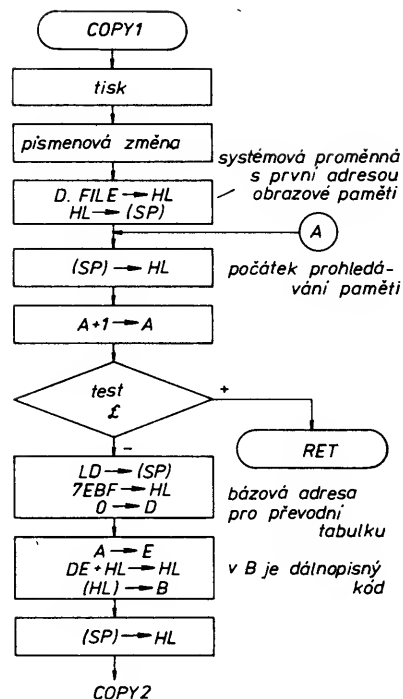 COPY1
tisk
písmenová změna
systémová proměnná
s první adresou
obrazové paměti
D. FILE → HL
HL → (SP)
A
(SP) → HL
počátek prohledá-
vání paměti
A+1 → A
test
£
+
-
RET
LD → (SP)
7EBF → HL
0 → D
bázová adresa
pro převodní
tabulku
A → E
DE + HL → HL
(HL) → B
v B je dálnopisný
kód
(SP) → HL
COPY2